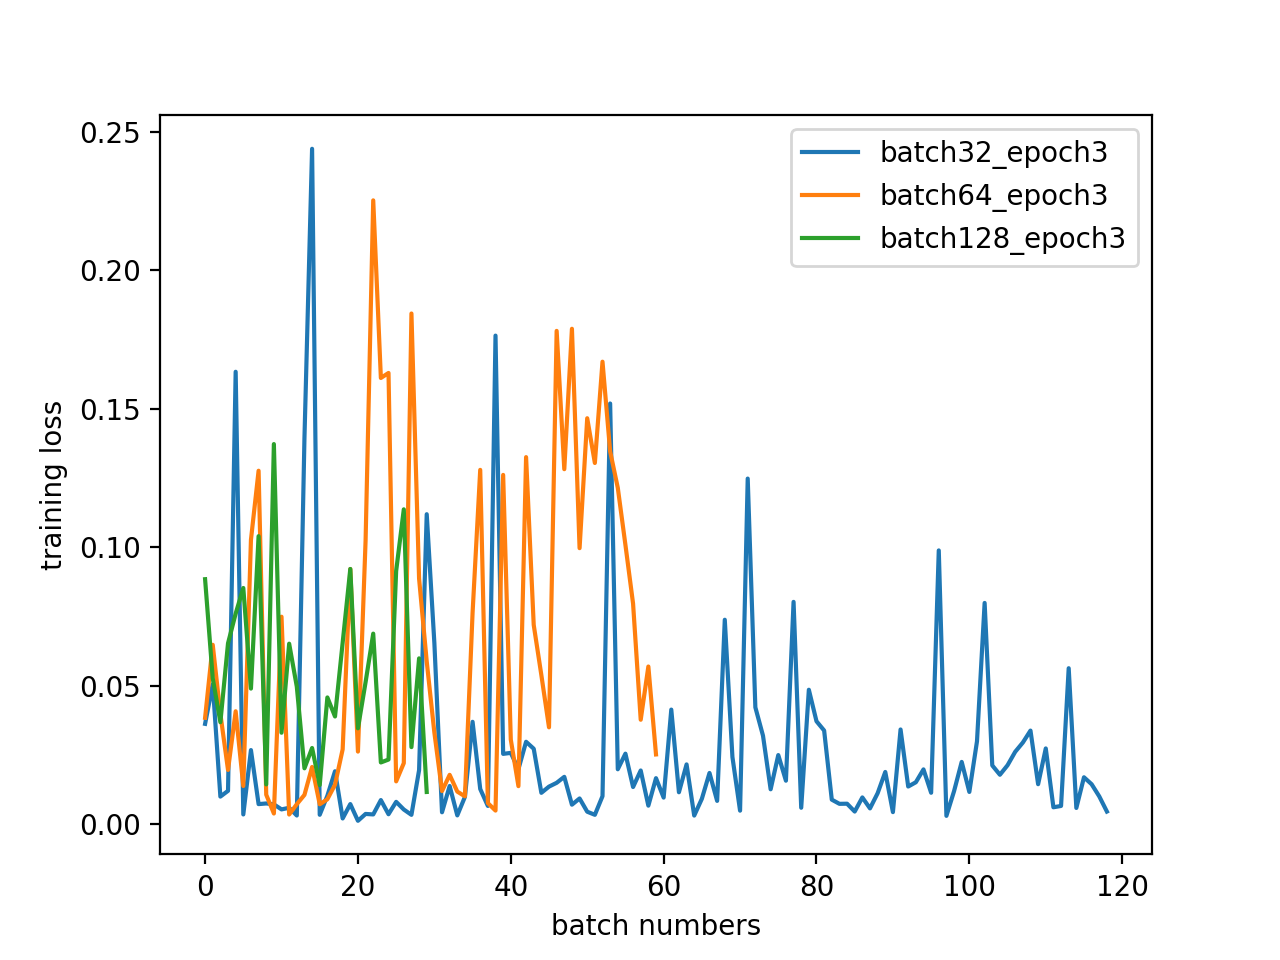 0.25
0.20
0.15
0.10
0.05
0.00
training loss
batch32_epoch3
batch64_epoch3
batch128_epoch3
0 20 40 60 80 100 120
batch numbers